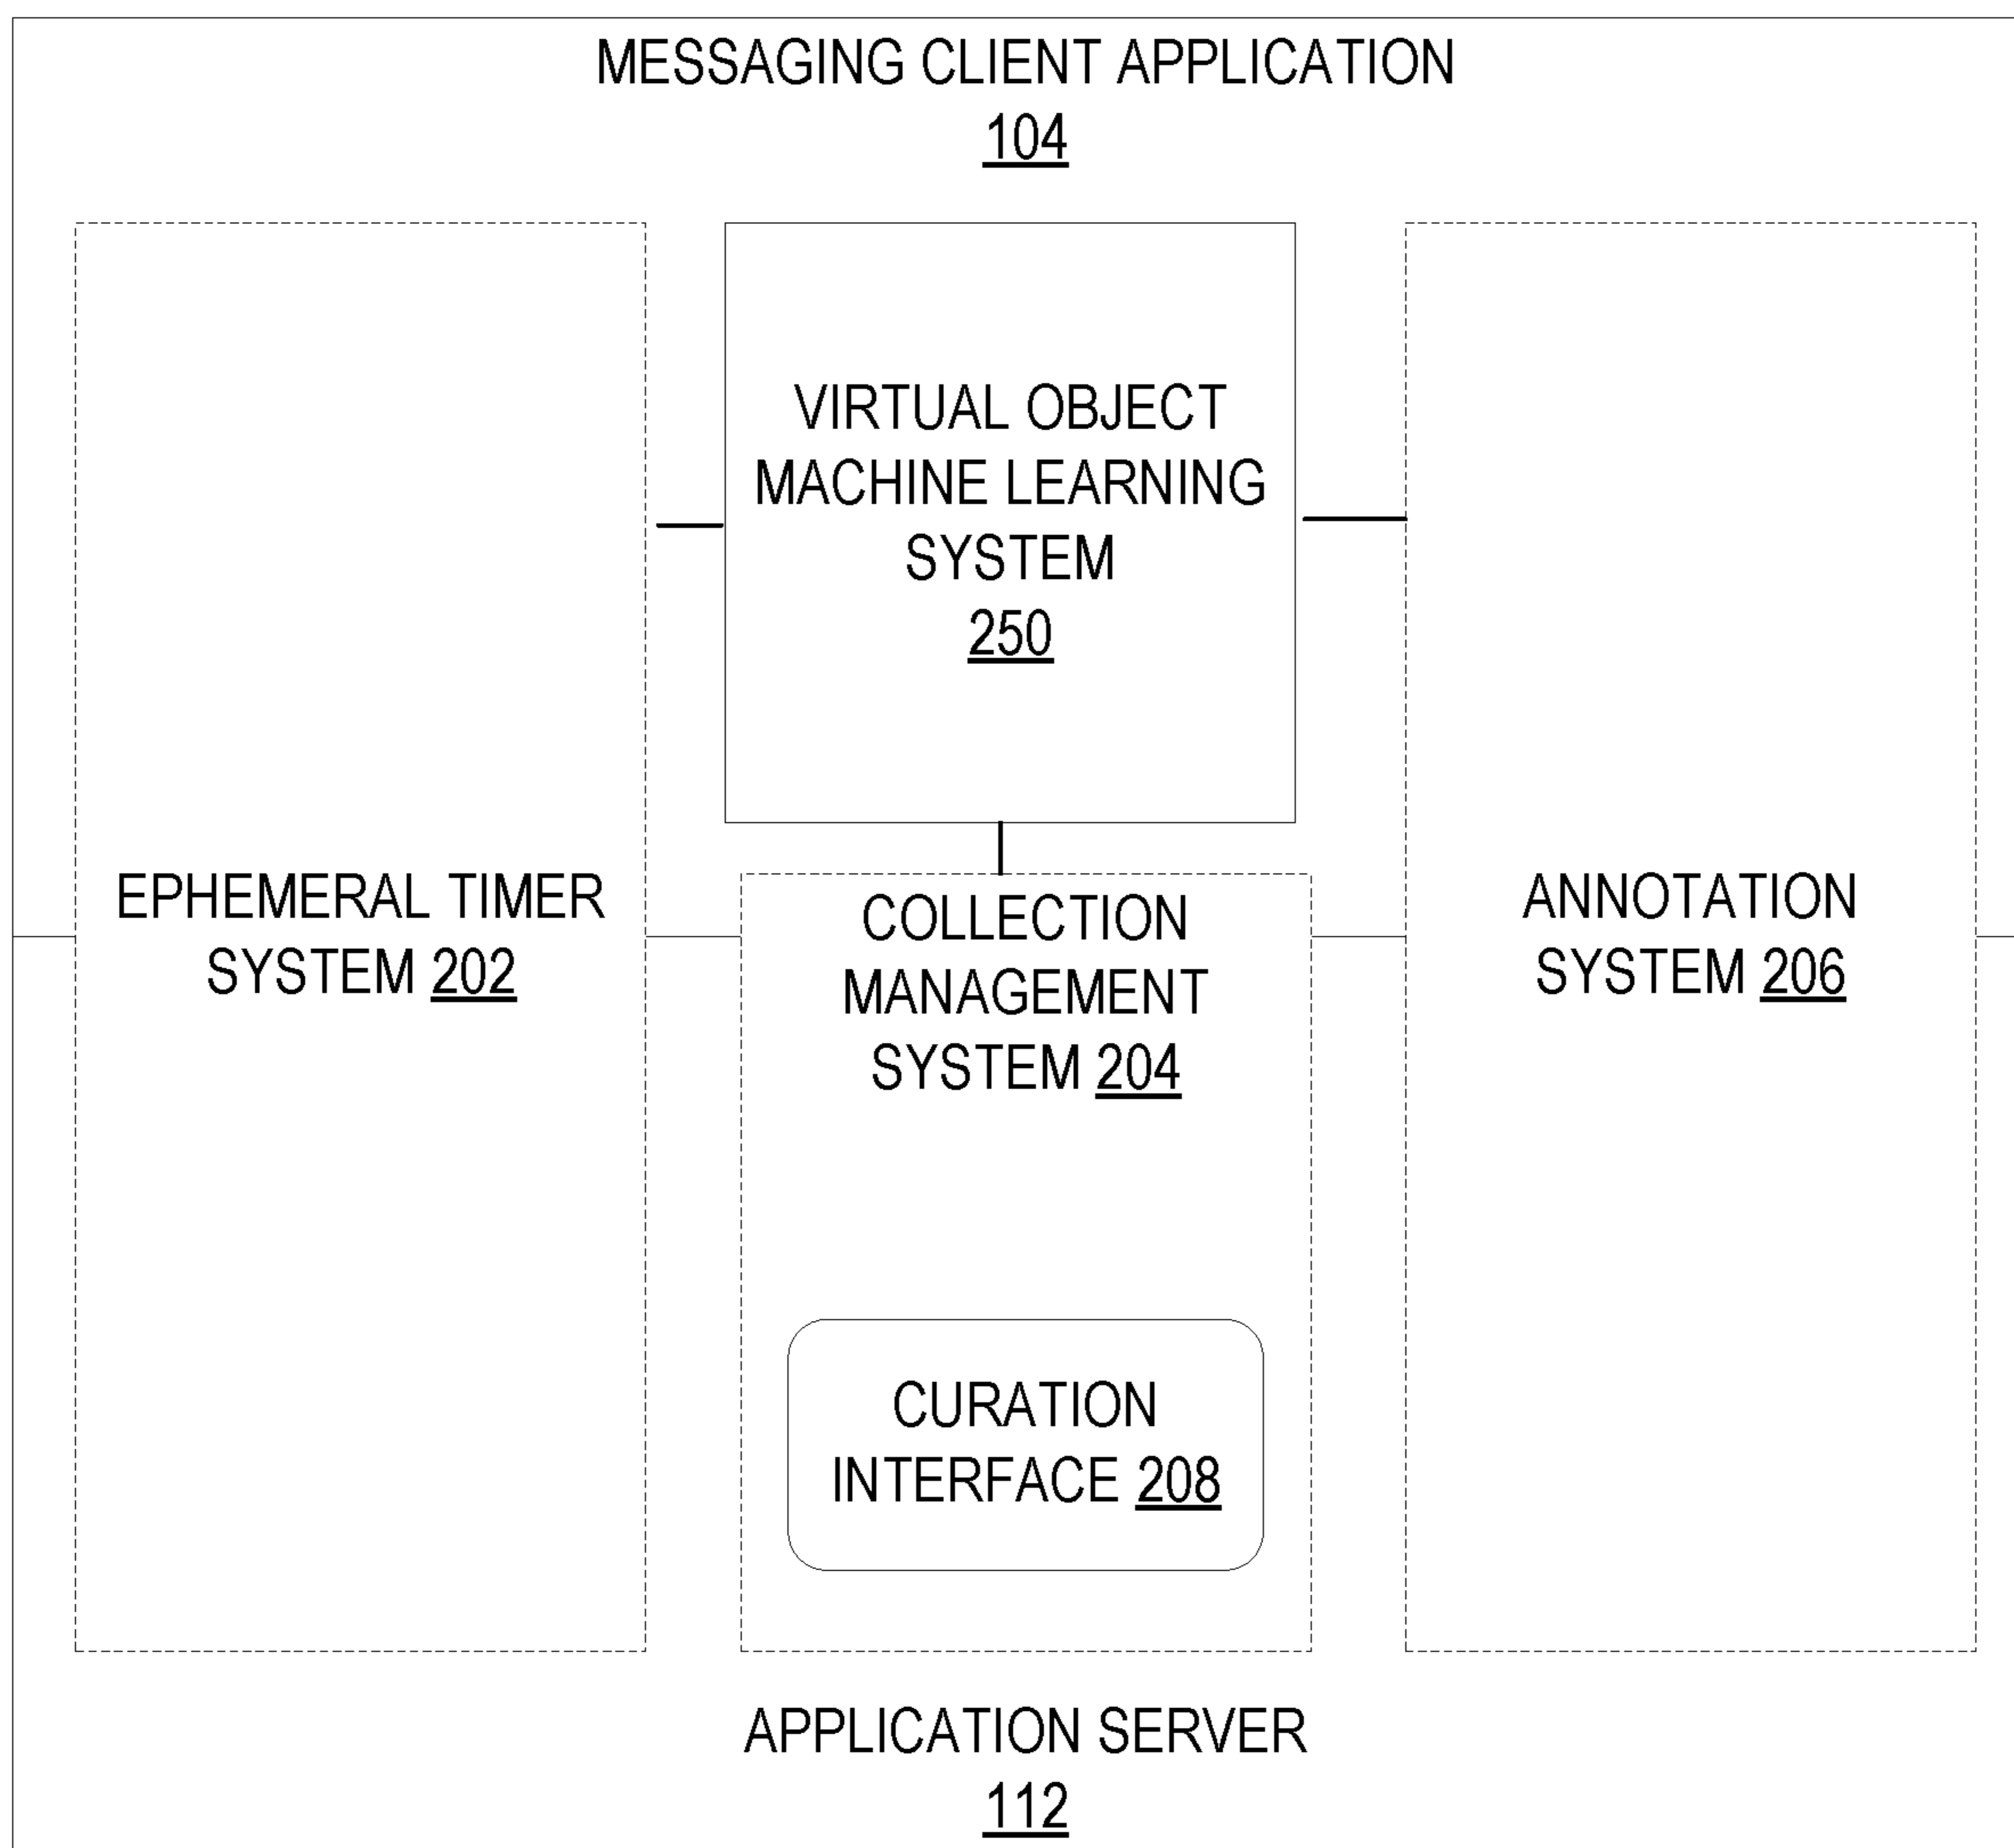 MESSAGING CLIENT APPLICATION
104
VIRTUAL OBJECT
MACHINE LEARNING
SYSTEM
250
EPHEMERAL TIMER
SYSTEM 202
COLLECTION
MANAGEMENT
SYSTEM 204
ANNOTATION
SYSTEM 206
CURATION
INTERFACE 208
APPLICATION SERVER
112